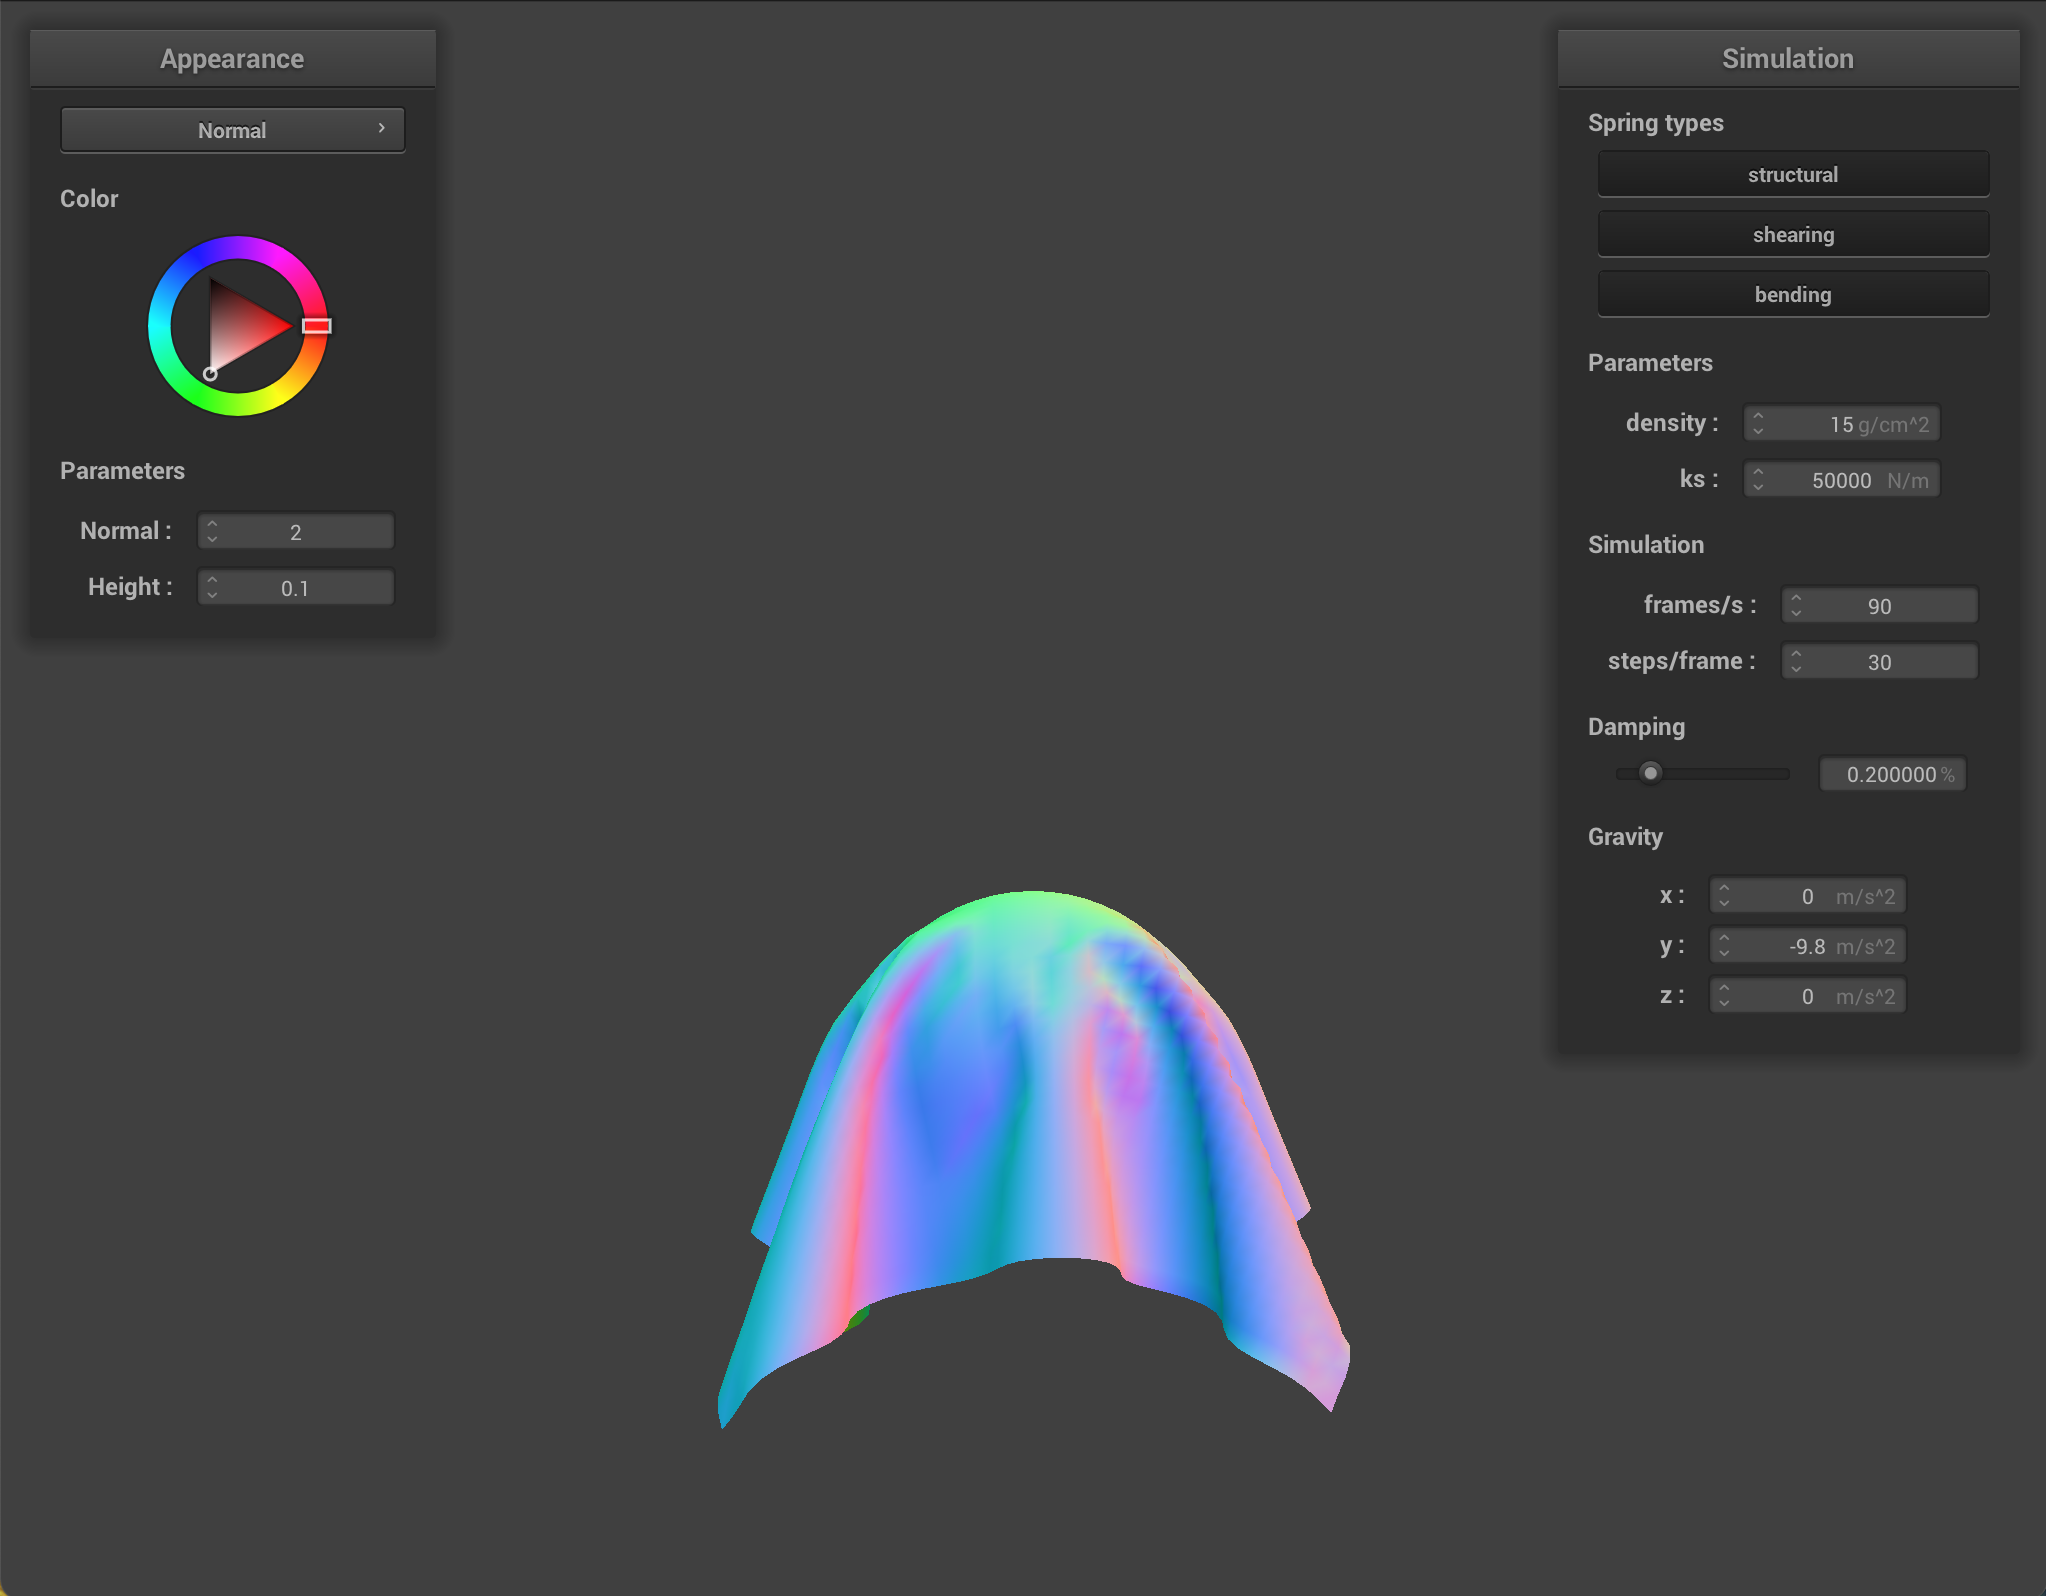 Appearance
Normal
Color
Parameters
Normal :
2
Height :
0.1
Simulation
Spring types
structural
shearing
bending
Parameters
density :
15 g/cm^2
ks :
50000 N/m
Simulation
frames/s :
90
steps/frame :
30
Damping
0.200000 %
Gravity
x :
0 m/s^2
y :
-9.8 m/s^2
z :
0 m/s^2